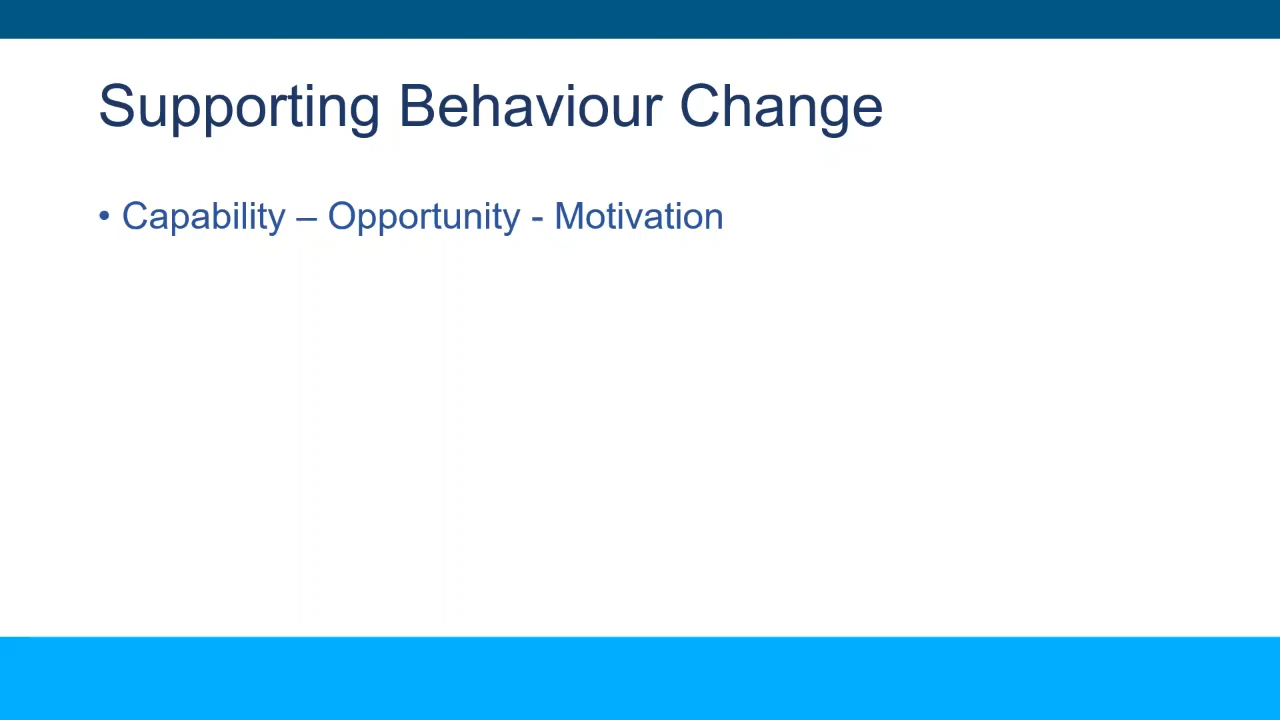 Supporting Behaviour Change
• Capability – Opportunity - Motivation